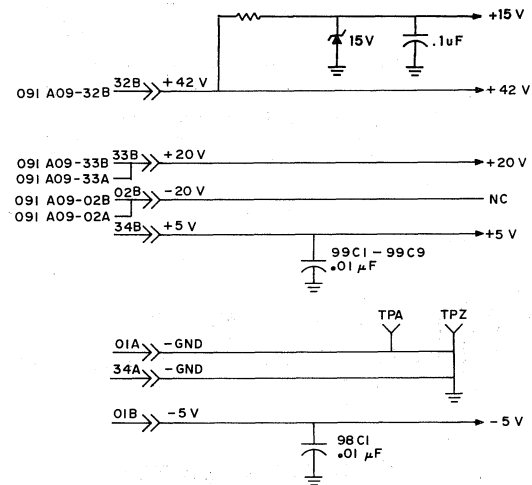 +15V
15V
.1uF
091 A09-32B 32B +42 V +42 V
091 A09-33B 33B +20 V +20 V
091 A09-33A
091 A09-02B 02B -20 V NC
091 A09-02A
34B +5 V +5 V
99C1-99C9
.01 µF
TPA TPZ
01A -GND
34A -GND
01B -5 V -5 V
98C1
.01 µF